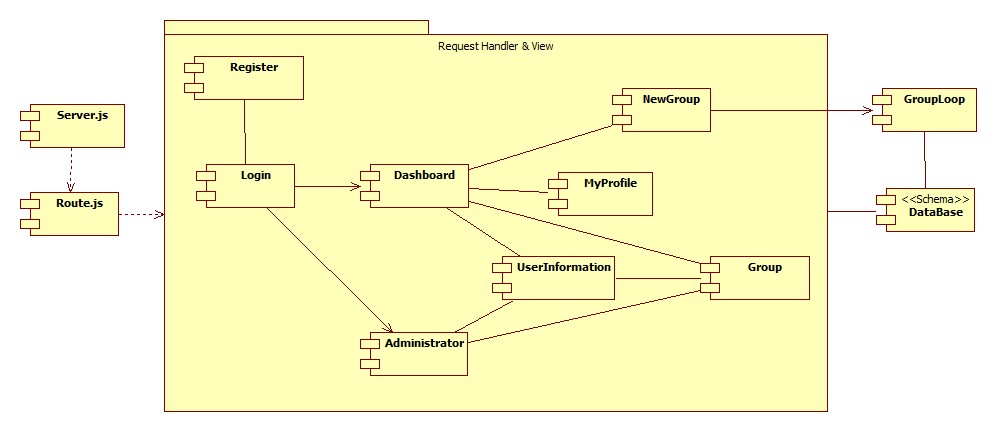 Request Handler & View
Register
NewGroup
GroupLoop
Server.js
Login
Dashboard
MyProfile
Route.js
<<Schema>>
DataBase
UserInformation
Group
Administrator